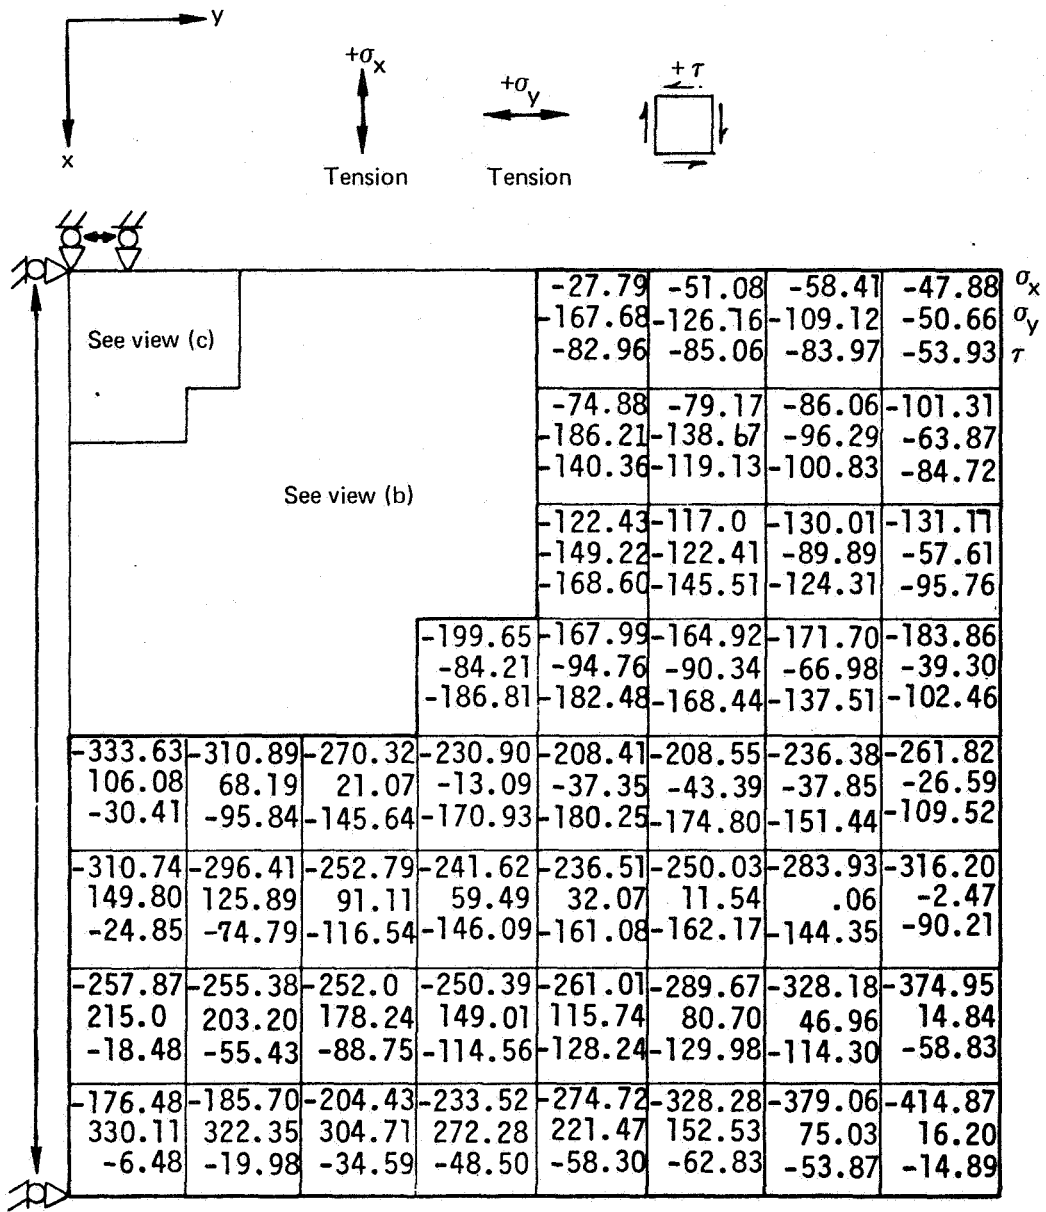 y
x
+σx
Tension
+σy
Tension
+ τ
See view (c)
See view (b)
-27.79 -51.08 -58.41 -47.88 σx
-167.68 -126.16 -109.12 -50.66 σy
-82.96 -85.06 -83.97 -53.93 τ
-74.88 -79.17 -86.06 -101.31
-186.21 -138.67 -96.29 -63.87
-140.36 -119.13 -100.83 -84.72
-122.43 -117.0 -130.01 -131.11
-149.22 -122.41 -89.89 -57.61
-168.60 -145.51 -124.31 -95.76
-199.65 -167.99 -164.92 -171.70 -183.86
-84.21 -94.76 -90.34 -66.98 -39.30
-186.81 -182.48 -168.44 -137.51 -102.46
-333.63 -310.89 -270.32 -230.90 -208.41 -208.55 -236.38 -261.82
106.08 68.19 21.07 -13.09 -37.35 -43.39 -37.85 -26.59
-30.41 -95.84 -145.64 -170.93 -180.25 -174.80 -151.44 -109.52
-310.74 -296.41 -252.79 -241.62 -236.51 -250.03 -283.93 -316.20
149.80 125.89 91.11 59.49 32.07 11.54 .06 -2.47
-24.85 -74.79 -116.54 -146.09 -161.08 -162.17 -144.35 -90.21
-257.87 -255.38 -252.0 -250.39 -261.01 -289.67 -328.18 -374.95
215.0 203.20 178.24 149.01 115.74 80.70 46.96 14.84
-18.48 -55.43 -88.75 -114.56 -128.24 -129.98 -114.30 -58.83
-176.48 -185.70 -204.43 -233.52 -274.72 -328.28 -379.06 -414.87
330.11 322.35 304.71 272.28 221.47 152.53 75.03 16.20
-6.48 -19.98 -34.59 -48.50 -58.30 -62.83 -53.87 -14.89